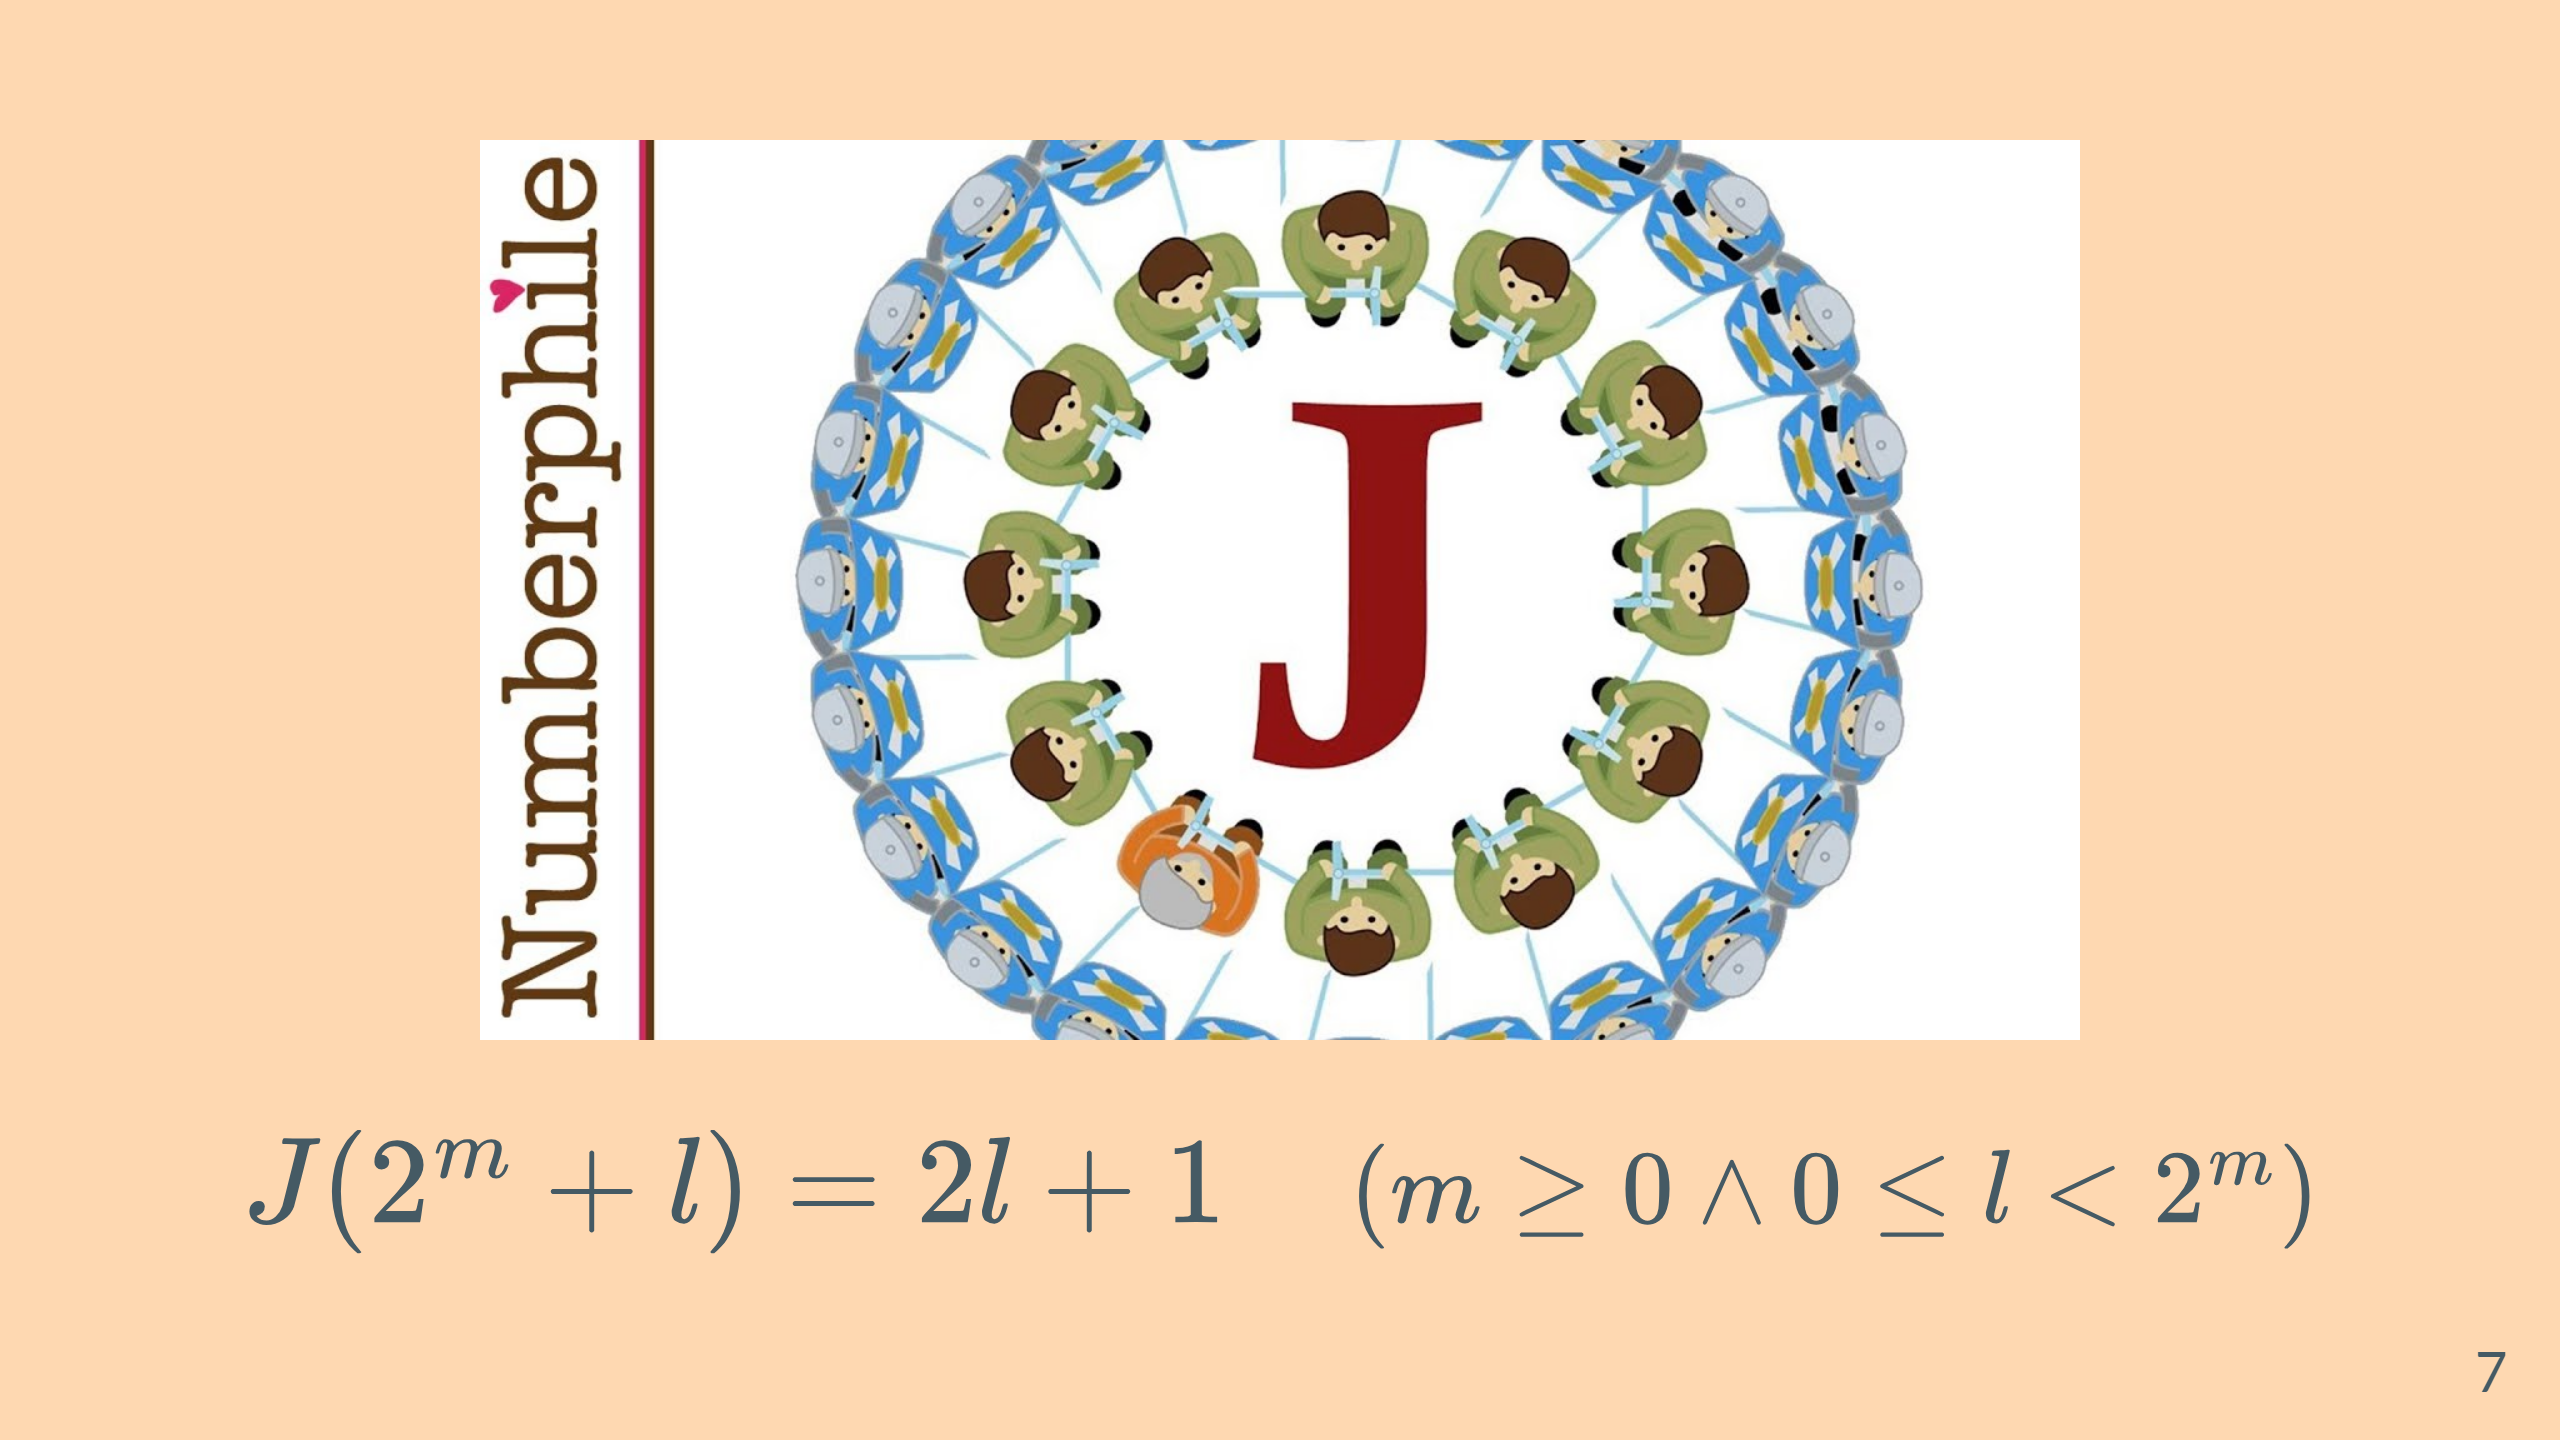 Numberphile
J
J(2^m + l) = 2l + 1 (m ≥ 0 ∧ 0 ≤ l < 2^m)
7